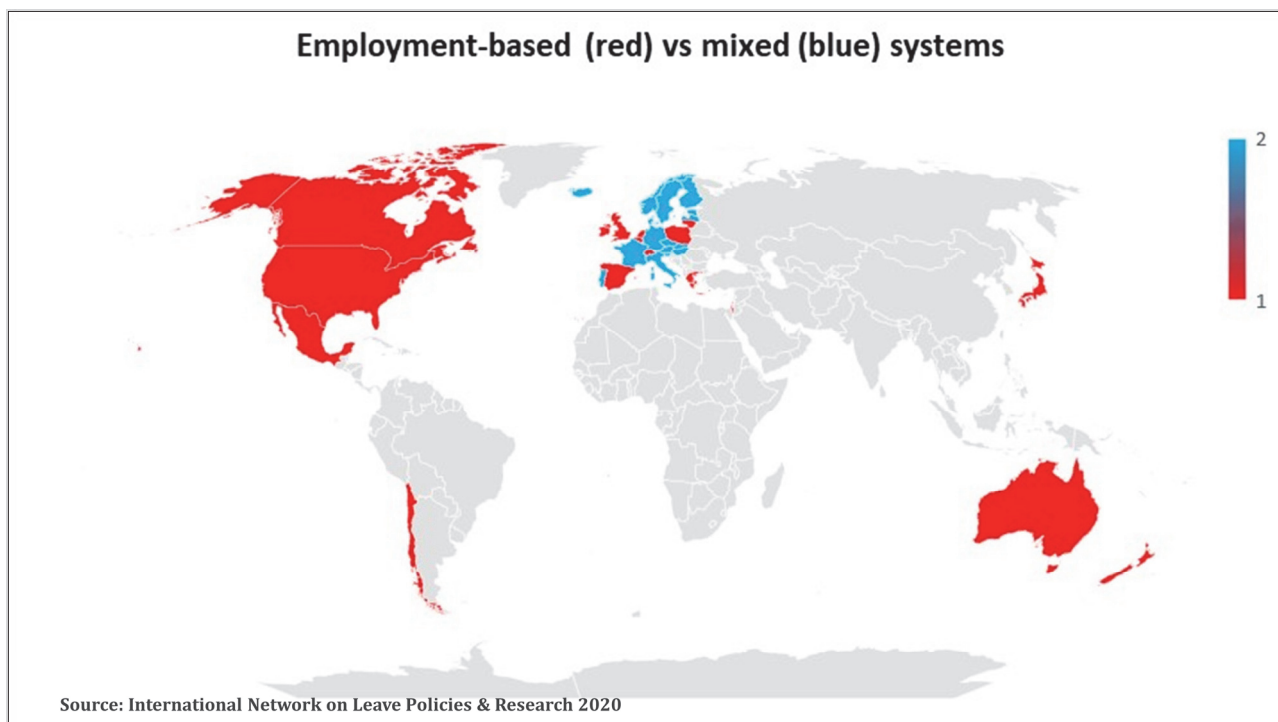 Employment-based (red) vs mixed (blue) systems
2
1
Source: International Network on Leave Policies & Research 2020